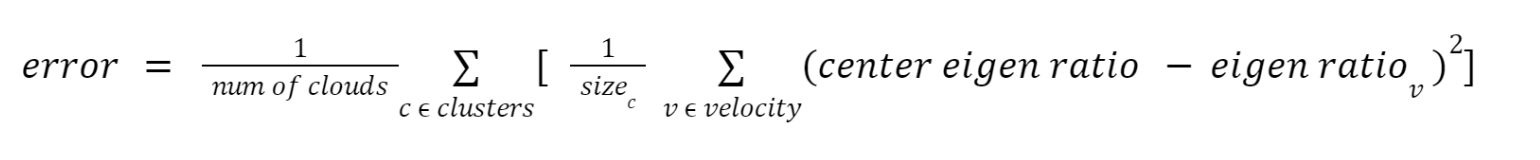 error = 1/num of clouds ∑ c ∈ clusters [ 1/size_c ∑ v ∈ velocity (center eigen ratio − eigen ratio_v)^2]